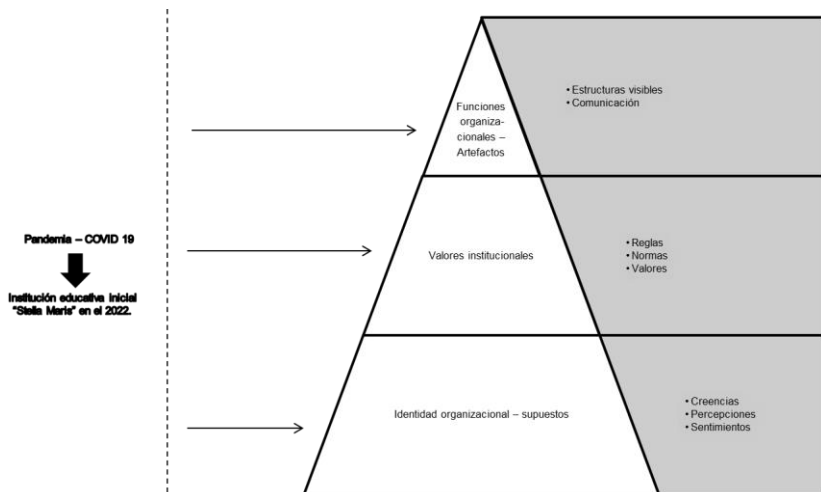 Pandemia – COVID 19
Institución educativa inicial
"Stella Maris" en el 2022.
Funciones
organiza-
cionales –
Artefactos
• Estructuras visibles
• Comunicación
Valores institucionales
• Reglas
• Normas
• Valores
Identidad organizacional – supuestos
• Creencias
• Percepciones
• Sentimientos